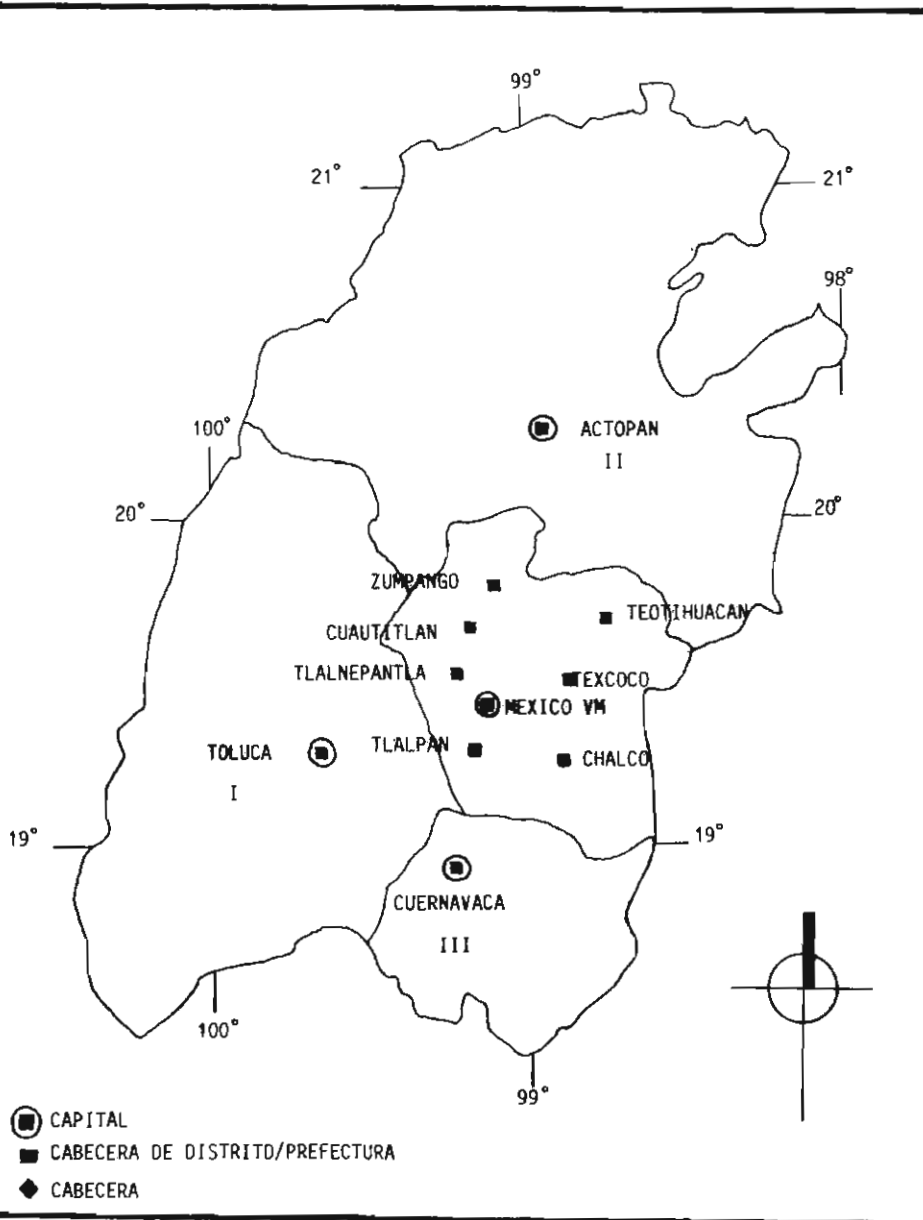 99°
21°
21°
98°
100°
ACTOPAN
II
20°
20°
ZUMPANGO
TEOTIHUACAN
CUAUTITLAN
TLALNEPANTLA
TEXCOCO
MEXICO VM
TLALPAN
TOLUCA
CHALCO
I
19°
19°
CUERNAVACA
III
100°
99°
CAPITAL
CABECERA DE DISTRITO/PREFECTURA
CABECERA